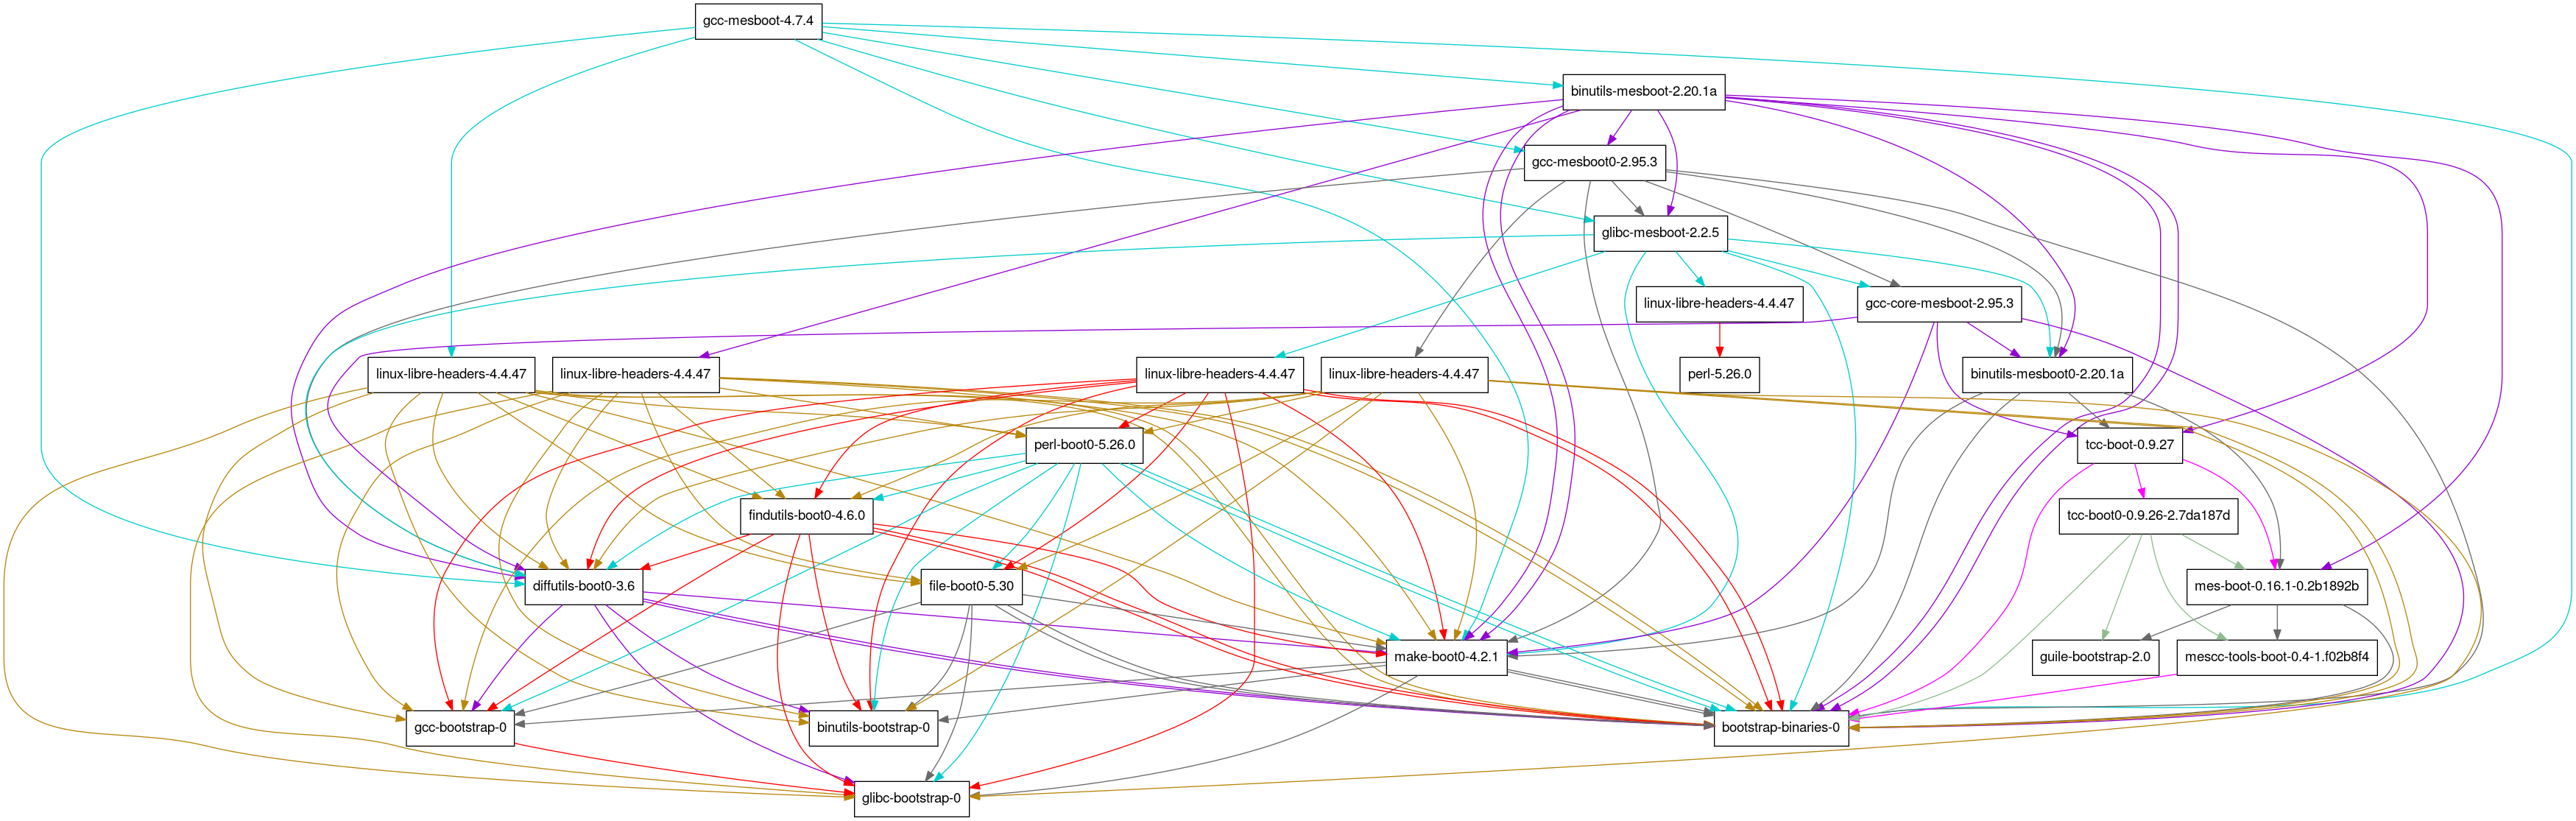 gcc-mesboot-4.7.4
binutils-mesboot-2.20.1a
gcc-mesboot0-2.95.3
glibc-mesboot-2.2.5
linux-libre-headers-4.4.47
gcc-core-mesboot-2.95.3
linux-libre-headers-4.4.47
linux-libre-headers-4.4.47
linux-libre-headers-4.4.47
linux-libre-headers-4.4.47
perl-5.26.0
binutils-mesboot0-2.20.1a
perl-boot0-5.26.0
tcc-boot-0.9.27
findutils-boot0-4.6.0
tcc-boot0-0.9.26-2.7da187d
diffutils-boot0-3.6
file-boot0-5.30
mes-boot-0.16.1-0.2b1892b
make-boot0-4.2.1
guile-bootstrap-2.0
mescc-tools-boot-0.4-1.f02b8f4
gcc-bootstrap-0
binutils-bootstrap-0
bootstrap-binaries-0
glibc-bootstrap-0